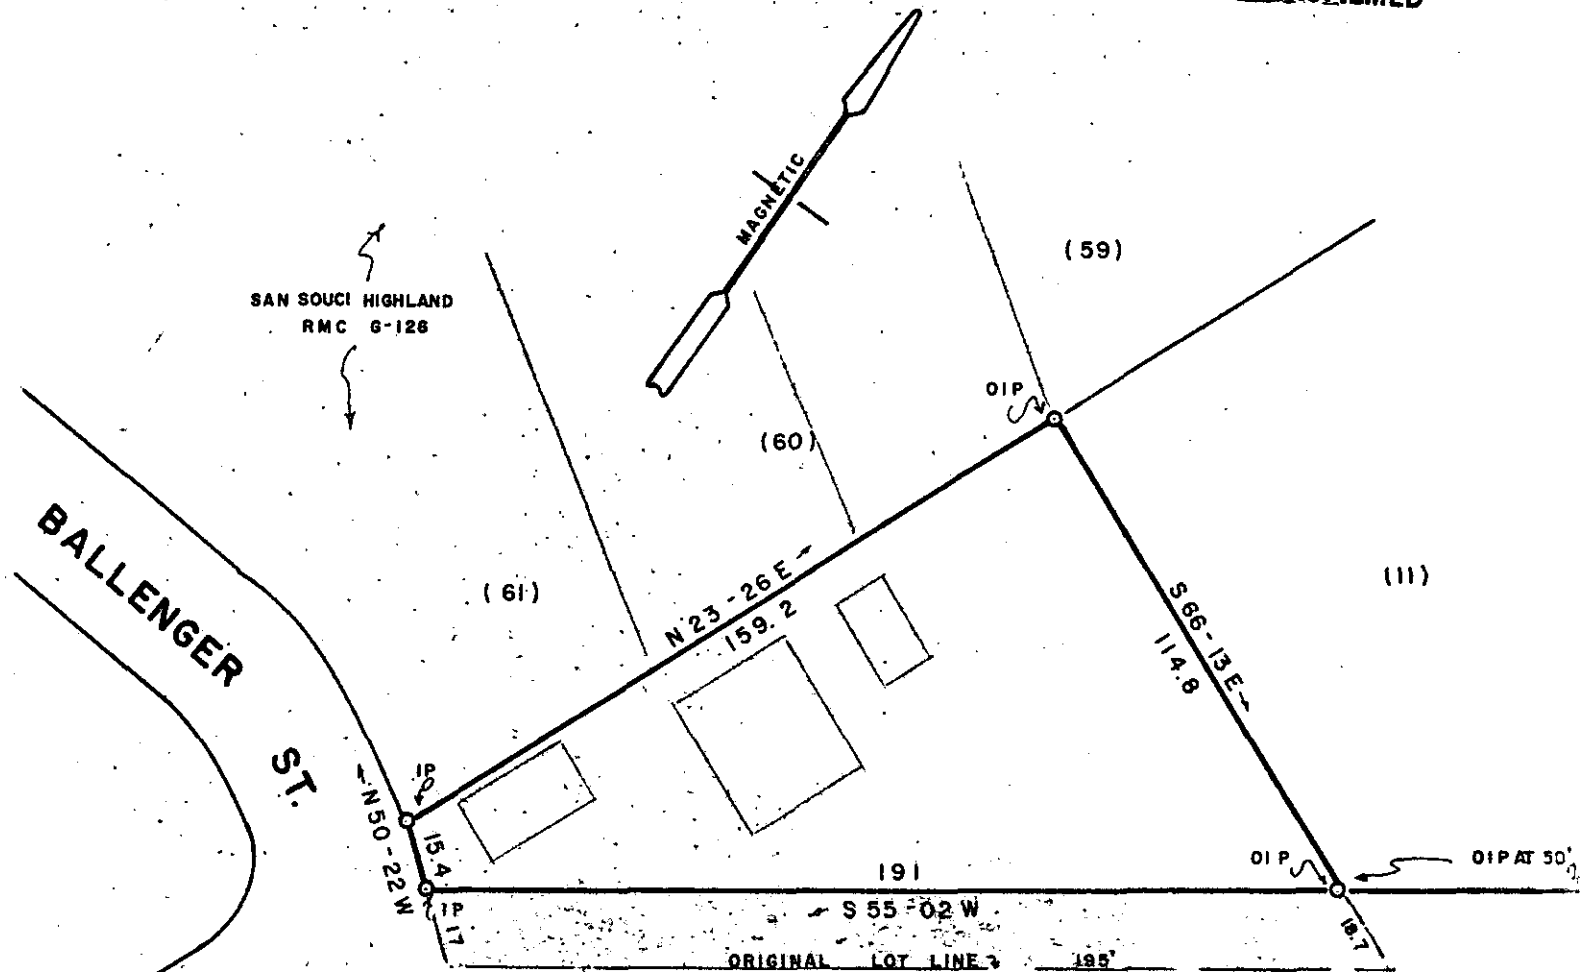 MAGNETIC
(59)
SAN SOUCI HIGHLAND
RMC G-126
OIP
(60)
BALLENGER
ST.
(61)
N 23 - 26 E
159.2
(11)
S 66 - 13 E
114.8
IP
N 50 - 22 W
15.4
191
OIP
OIP AT 50'
IP
17
S 55 - 02 W
18.7
ORIGINAL LOT LINE 195'